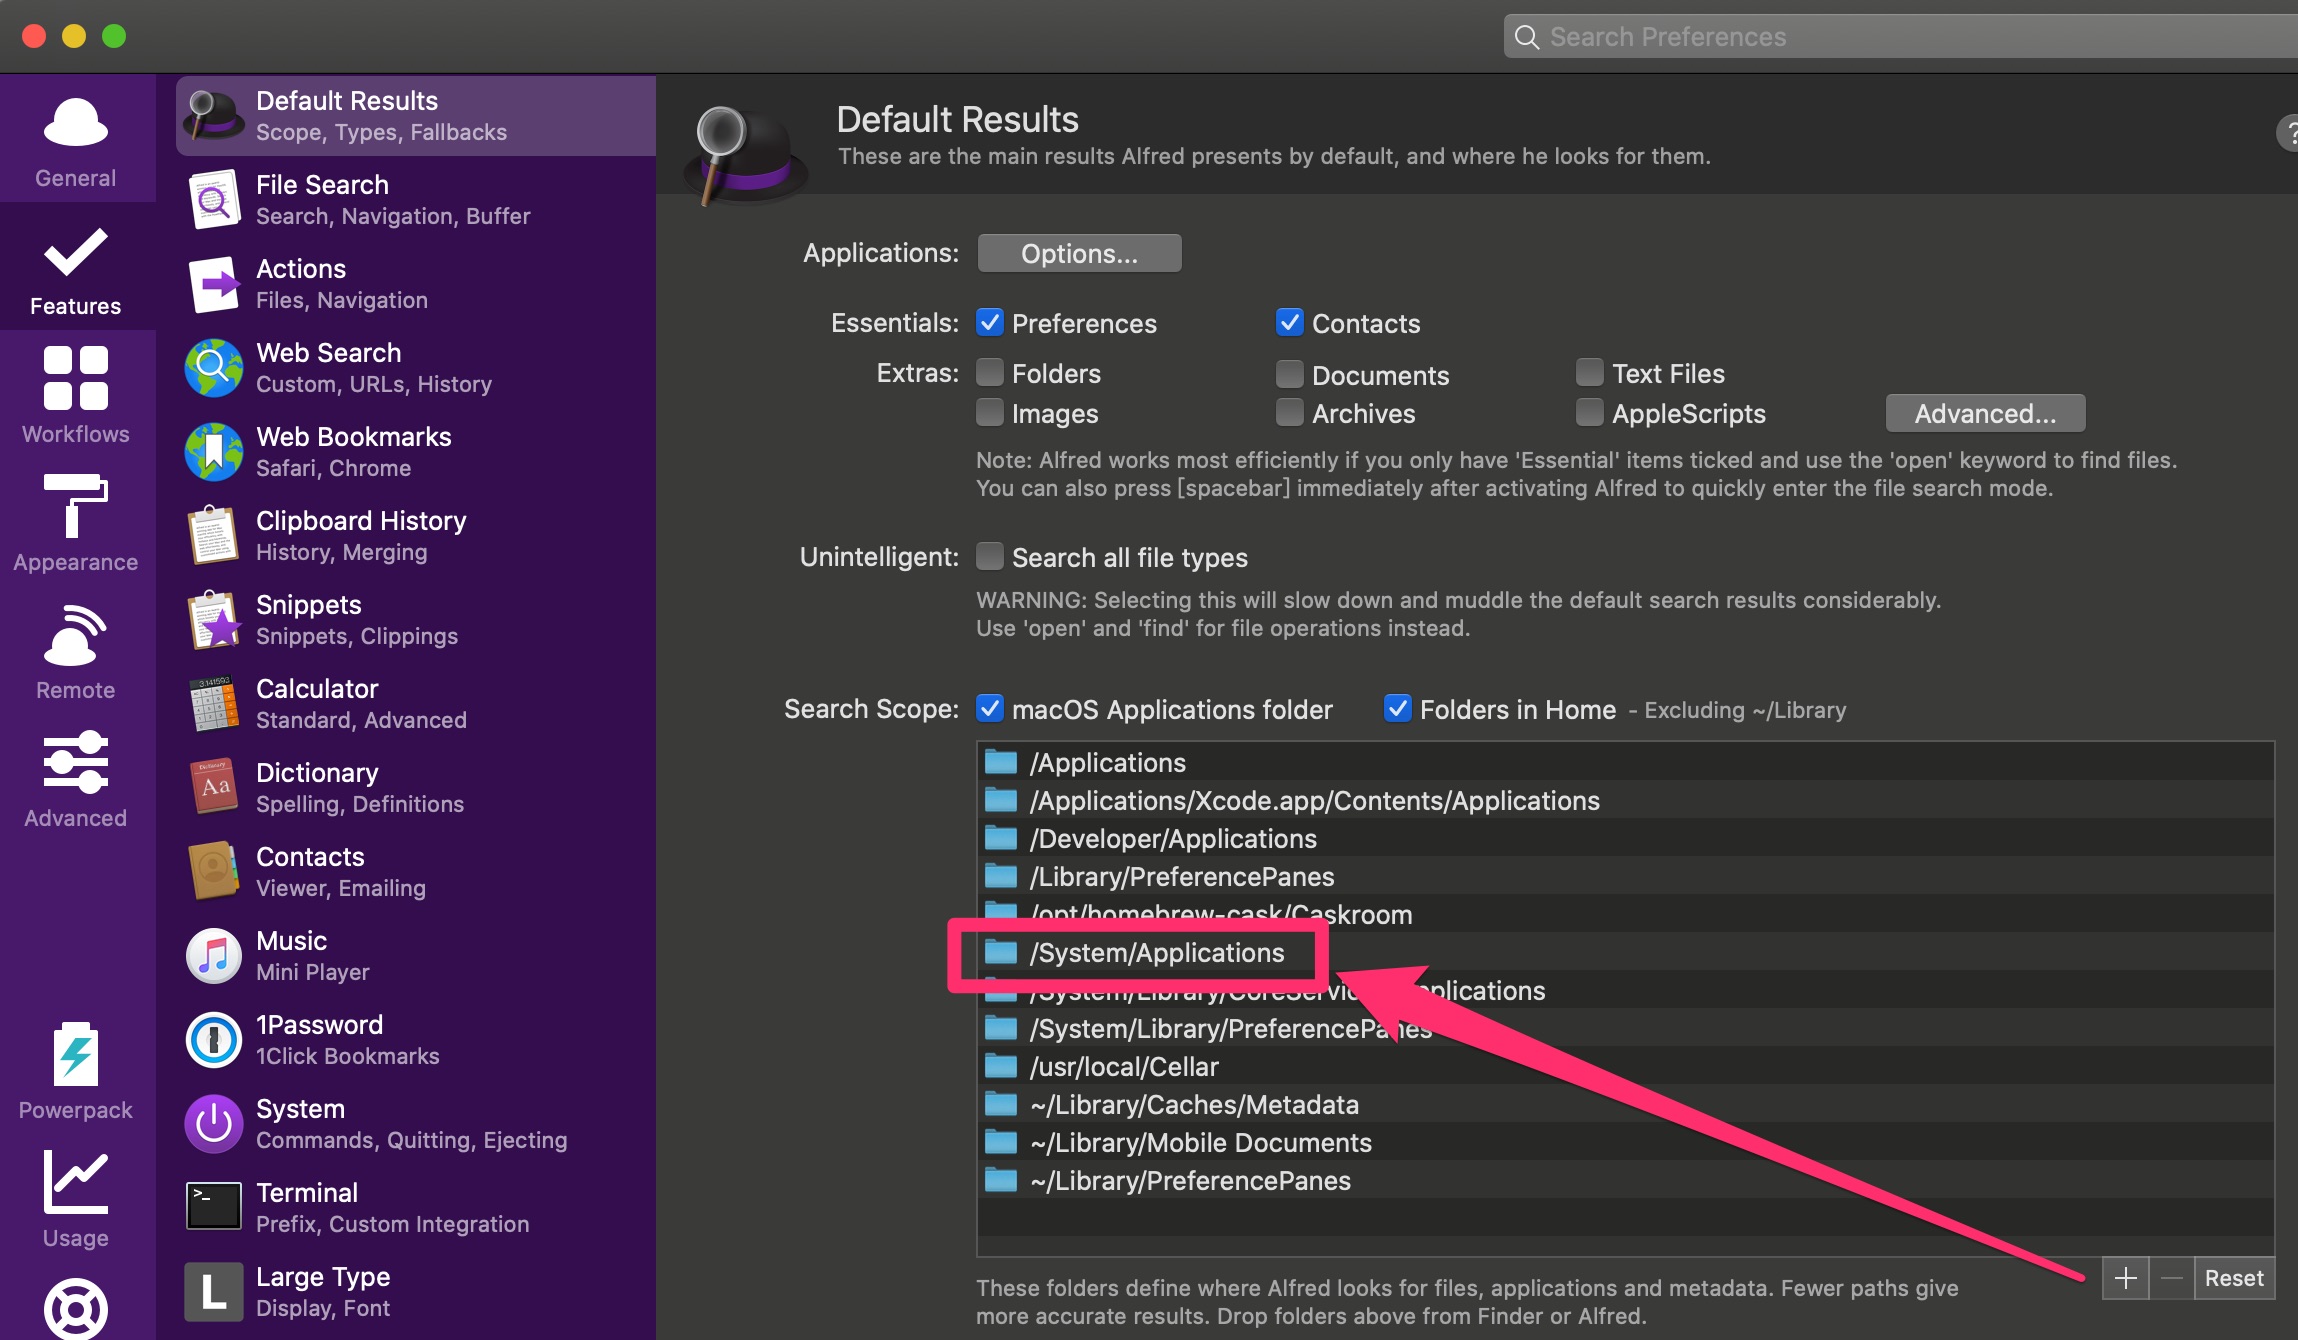 Search Preferences
General
Features
Workflows
Appearance
Remote
Advanced
Powerpack
Usage
Default Results
Scope, Types, Fallbacks
File Search
Search, Navigation, Buffer
Actions
Files, Navigation
Web Search
Custom, URLs, History
Web Bookmarks
Safari, Chrome
Clipboard History
History, Merging
Snippets
Snippets, Clippings
Calculator
Standard, Advanced
Dictionary
Spelling, Definitions
Contacts
Viewer, Emailing
Music
Mini Player
1Password
1Click Bookmarks
System
Commands, Quitting, Ejecting
Terminal
Prefix, Custom Integration
L
Large Type
Display, Font
Default Results
These are the main results Alfred presents by default, and where he looks for them.
?
Applications: Options...
Essentials: Preferences Contacts
Extras: Folders Documents Text Files
Images Archives AppleScripts Advanced...
Note: Alfred works most efficiently if you only have 'Essential' items ticked and use the 'open' keyword to find files.
You can also press [spacebar] immediately after activating Alfred to quickly enter the file search mode.
Unintelligent: Search all file types
WARNING: Selecting this will slow down and muddle the default search results considerably.
Use 'open' and 'find' for file operations instead.
Search Scope: macOS Applications folder Folders in Home - Excluding ~/Library
/Applications
/Applications/Xcode.app/Contents/Applications
/Developer/Applications
/Library/PreferencePanes
/opt/homebrew-cask/Caskroom
/System/Applications
/System/Library/
/System/Library/PreferencePanes
/usr/local/Cellar
~/Library/Caches/Metadata
~/Library/Mobile Documents
~/Library/PreferencePanes
+ — Reset
These folders define where Alfred looks for files, applications and metadata. Fewer paths give
more accurate results. Drop folders above from Finder or Alfred.